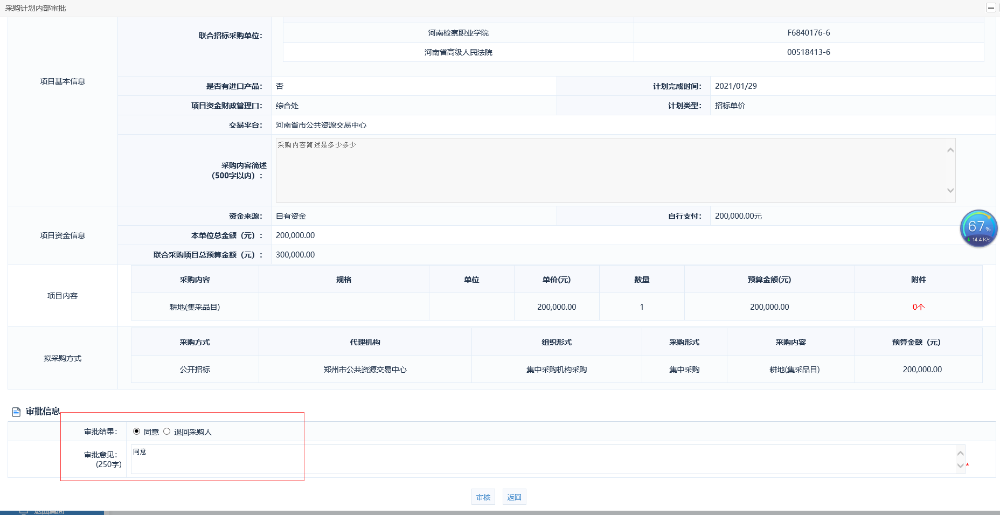 采购计划内部审批
联合招标采购单位：
河南检察职业学院 F6840176-6
河南省高级人民法院 00518413-6
项目基本信息
是否有进口产品： 否 计划完成时间： 2021/01/29
项目资金财政管理口： 综合处 计划类型： 招标单价
交易平台： 河南省市公共资源交易中心
采购内容简述是多少多少
采购内容简述
（500字以内）：
项目资金信息
资金来源： 自有资金 自行支付： 200,000.00元
本单位总金额（元）： 200,000.00
联合采购项目总预算金额（元）： 300,000.00
67%
14.4 K/s
项目内容
采购内容 规格 单位 单价(元) 数量 预算金额(元) 附件
耕地(集采品目) 200,000.00 1 200,000.00 0个
拟采购方式
采购方式 代理机构 组织形式 采购形式 采购内容 预算金额（元）
公开招标 郑州市公共资源交易中心 集中采购机构采购 集中采购 耕地(集采品目) 200,000.00
审批信息
审批结果： 同意 退回采购人
审批意见：
(250字)
同意
*
审核 返回
返回桌面